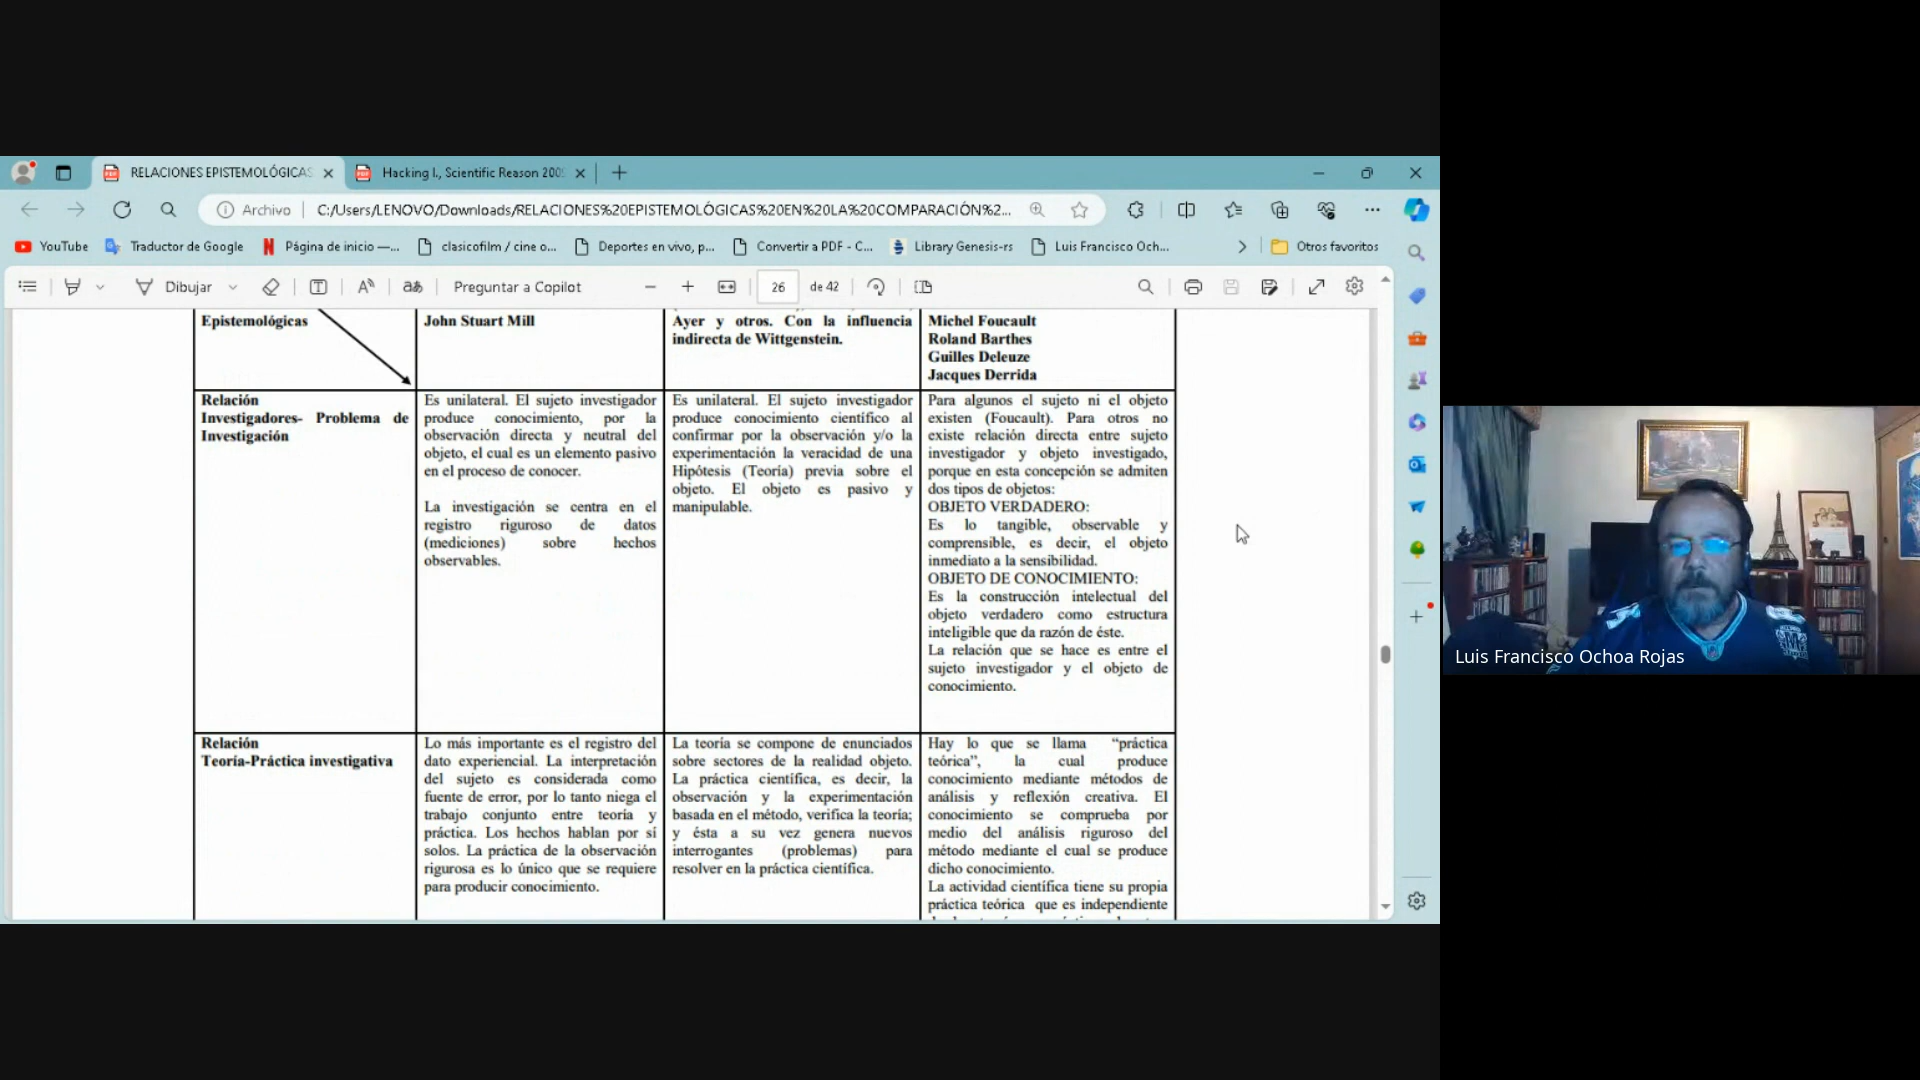 RELACIONES EPISTEMOLÓGICAS
Hacking I., Scientific Reason 200
Archivo
C:/Users/LENOVO/Downloads/RELACIONES%20EPISTEMOLÓGICAS%20EN%20LA%20COMPARACIÓN%2...
YouTube
Traductor de Google
Página de inicio —...
clasicofilm / cine o...
Deportes en vivo, p...
Convertir a PDF - C...
Library Genesis-rs
Luis Francisco Och...
Otros favoritos
Dibujar
aあ
Preguntar a Copilot
26
de 42
Epistemológicas
John Stuart Mill
Ayer y otros. Con la influencia
indirecta de Wittgenstein.
Michel Foucault
Roland Barthes
Guilles Deleuze
Jacques Derrida
Relación
Investigadores- Problema de
Investigación
Es unilateral. El sujeto investigador
produce conocimiento, por la
observación directa y neutral del
objeto, el cual es un elemento pasivo
en el proceso de conocer.
La investigación se centra en el
registro riguroso de datos
(mediciones) sobre hechos
observables.
Es unilateral. El sujeto investigador
produce conocimiento científico al
confirmar por la observación y/o la
experimentación la veracidad de una
Hipótesis (Teoría) previa sobre el
objeto. El objeto es pasivo y
manipulable.
Para algunos el sujeto ni el objeto
existen (Foucault). Para otros no
existe relación directa entre sujeto
investigador y objeto investigado,
porque en esta concepción se admiten
dos tipos de objetos:
OBJETO VERDADERO:
Es lo tangible, observable y
comprensible, es decir, el objeto
inmediato a la sensibilidad.
OBJETO DE CONOCIMIENTO:
Es la construcción intelectual del
objeto verdadero como estructura
inteligible que da razón de éste.
La relación que se hace es entre el
sujeto investigador y el objeto de
conocimiento.
Relación
Teoría-Práctica investigativa
Lo más importante es el registro del
dato experiencial. La interpretación
del sujeto es considerada como
fuente de error, por lo tanto niega el
trabajo conjunto entre teoría y
práctica. Los hechos hablan por sí
solos. La práctica de la observación
rigurosa es lo único que se requiere
para producir conocimiento.
La teoría se compone de enunciados
sobre sectores de la realidad objeto.
La práctica científica, es decir, la
observación y la experimentación
basada en el método, verifica la teoría;
y ésta a su vez genera nuevos
interrogantes (problemas) para
resolver en la práctica científica.
Hay lo que se llama "práctica
teórica", la cual produce
conocimiento mediante métodos de
análisis y reflexión creativa. El
conocimiento se comprueba por
medio del análisis riguroso del
método mediante el cual se produce
dicho conocimiento.
La actividad científica tiene su propia
práctica teórica que es independiente
Luis Francisco Ochoa Rojas